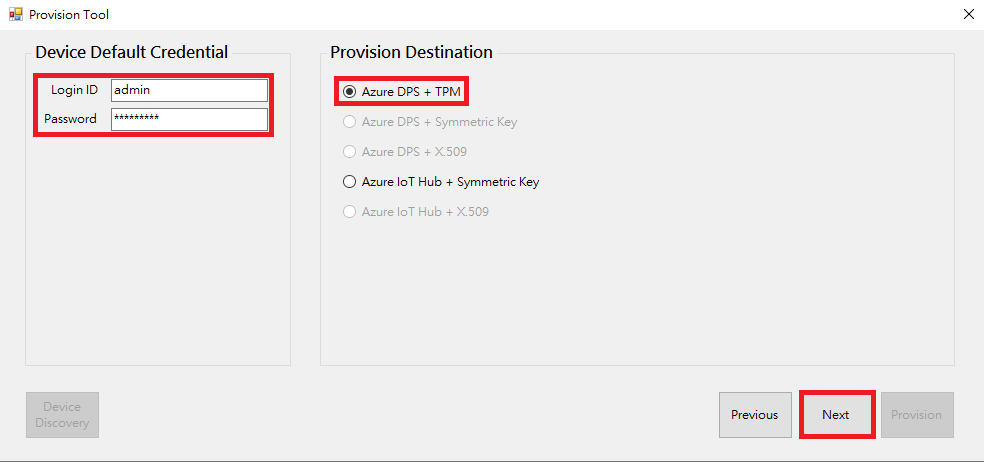 Provision Tool
Device Default Credential
Login ID admin
Password *********
Provision Destination
Azure DPS + TPM
Azure DPS + Symmetric Key
Azure DPS + X.509
Azure IoT Hub + Symmetric Key
Azure IoT Hub + X.509
Device
Discovery
Previous
Next
Provision